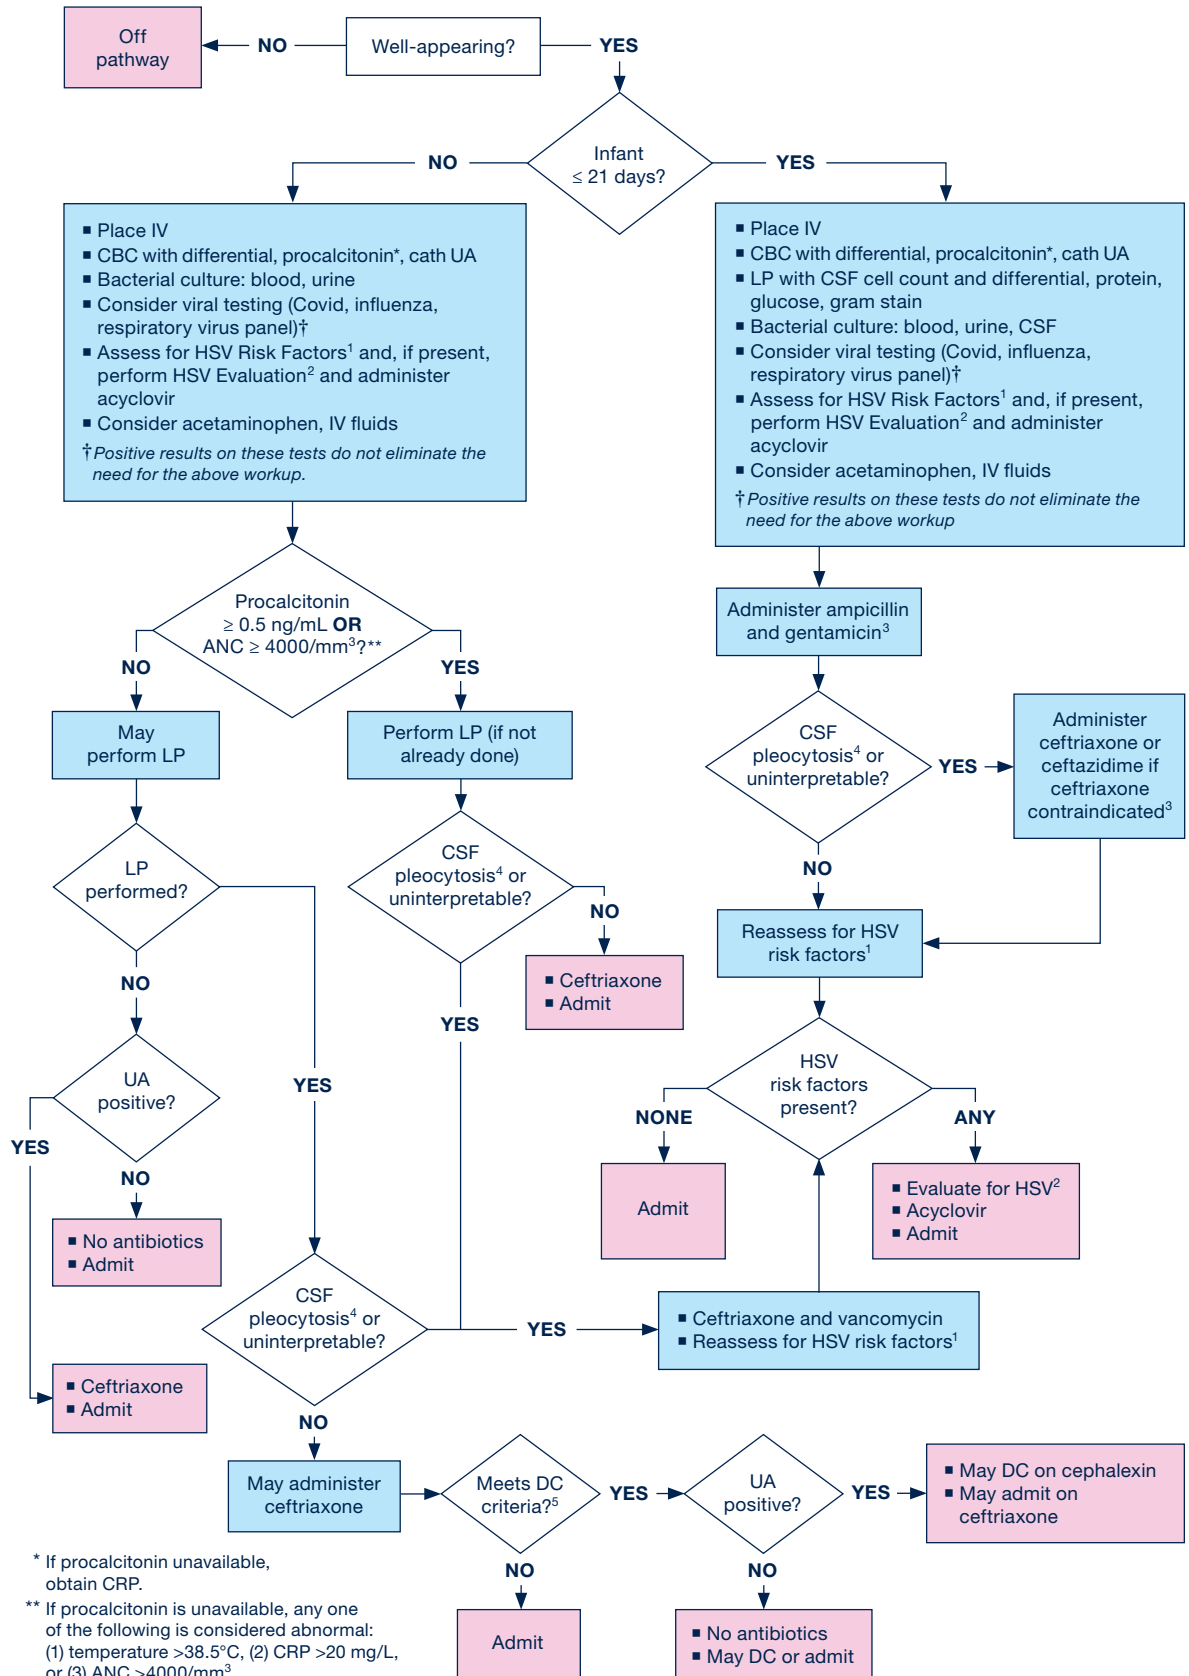 Off
pathway
NO
Well-appearing?
YES
Infant
≤ 21 days?
NO
YES
■ Place IV
■ CBC with differential, procalcitonin*, cath UA
■ Bacterial culture: blood, urine
■ Consider viral testing (Covid, influenza,
respiratory virus panel)†
■ Assess for HSV Risk Factors¹ and, if present,
perform HSV Evaluation² and administer
acyclovir
■ Consider acetaminophen, IV fluids
†Positive results on these tests do not eliminate the
need for the above workup.
■ Place IV
■ CBC with differential, procalcitonin*, cath UA
■ LP with CSF cell count and differential, protein,
glucose, gram stain
■ Bacterial culture: blood, urine, CSF
■ Consider viral testing (Covid, influenza,
respiratory virus panel)†
■ Assess for HSV Risk Factors¹ and, if present,
perform HSV Evaluation² and administer
acyclovir
■ Consider acetaminophen, IV fluids
†Positive results on these tests do not eliminate the
need for the above workup
Procalcitonin
≥ 0.5 ng/mL OR
ANC ≥ 4000/mm³?**
NO
YES
Administer ampicillin
and gentamicin³
May
perform LP
Perform LP (if not
already done)
CSF
pleocytosis⁴ or
uninterpretable?
YES
Administer
ceftriaxone or
ceftazidime if
ceftriaxone
contraindicated³
NO
LP
performed?
CSF
pleocytosis⁴ or
uninterpretable?
NO
Reassess for HSV
risk factors¹
NO
■ Ceftriaxone
■ Admit
YES
UA
positive?
YES
HSV
risk factors
present?
NONE
ANY
YES
NO
■ No antibiotics
■ Admit
Admit
■ Evaluate for HSV²
■ Acyclovir
■ Admit
CSF
pleocytosis⁴ or
uninterpretable?
YES
■ Ceftriaxone and vancomycin
■ Reassess for HSV risk factors¹
■ Ceftriaxone
■ Admit
NO
May administer
ceftriaxone
Meets DC
criteria?⁵
YES
UA
positive?
YES
■ May DC on cephalexin
■ May admit on
ceftriaxone
NO
NO
Admit
■ No antibiotics
■ May DC or admit
* If procalcitonin unavailable,
obtain CRP.
** If procalcitonin is unavailable, any one
of the following is considered abnormal:
(1) temperature >38.5°C, (2) CRP >20 mg/L,
or (3) ANC >4000/mm³